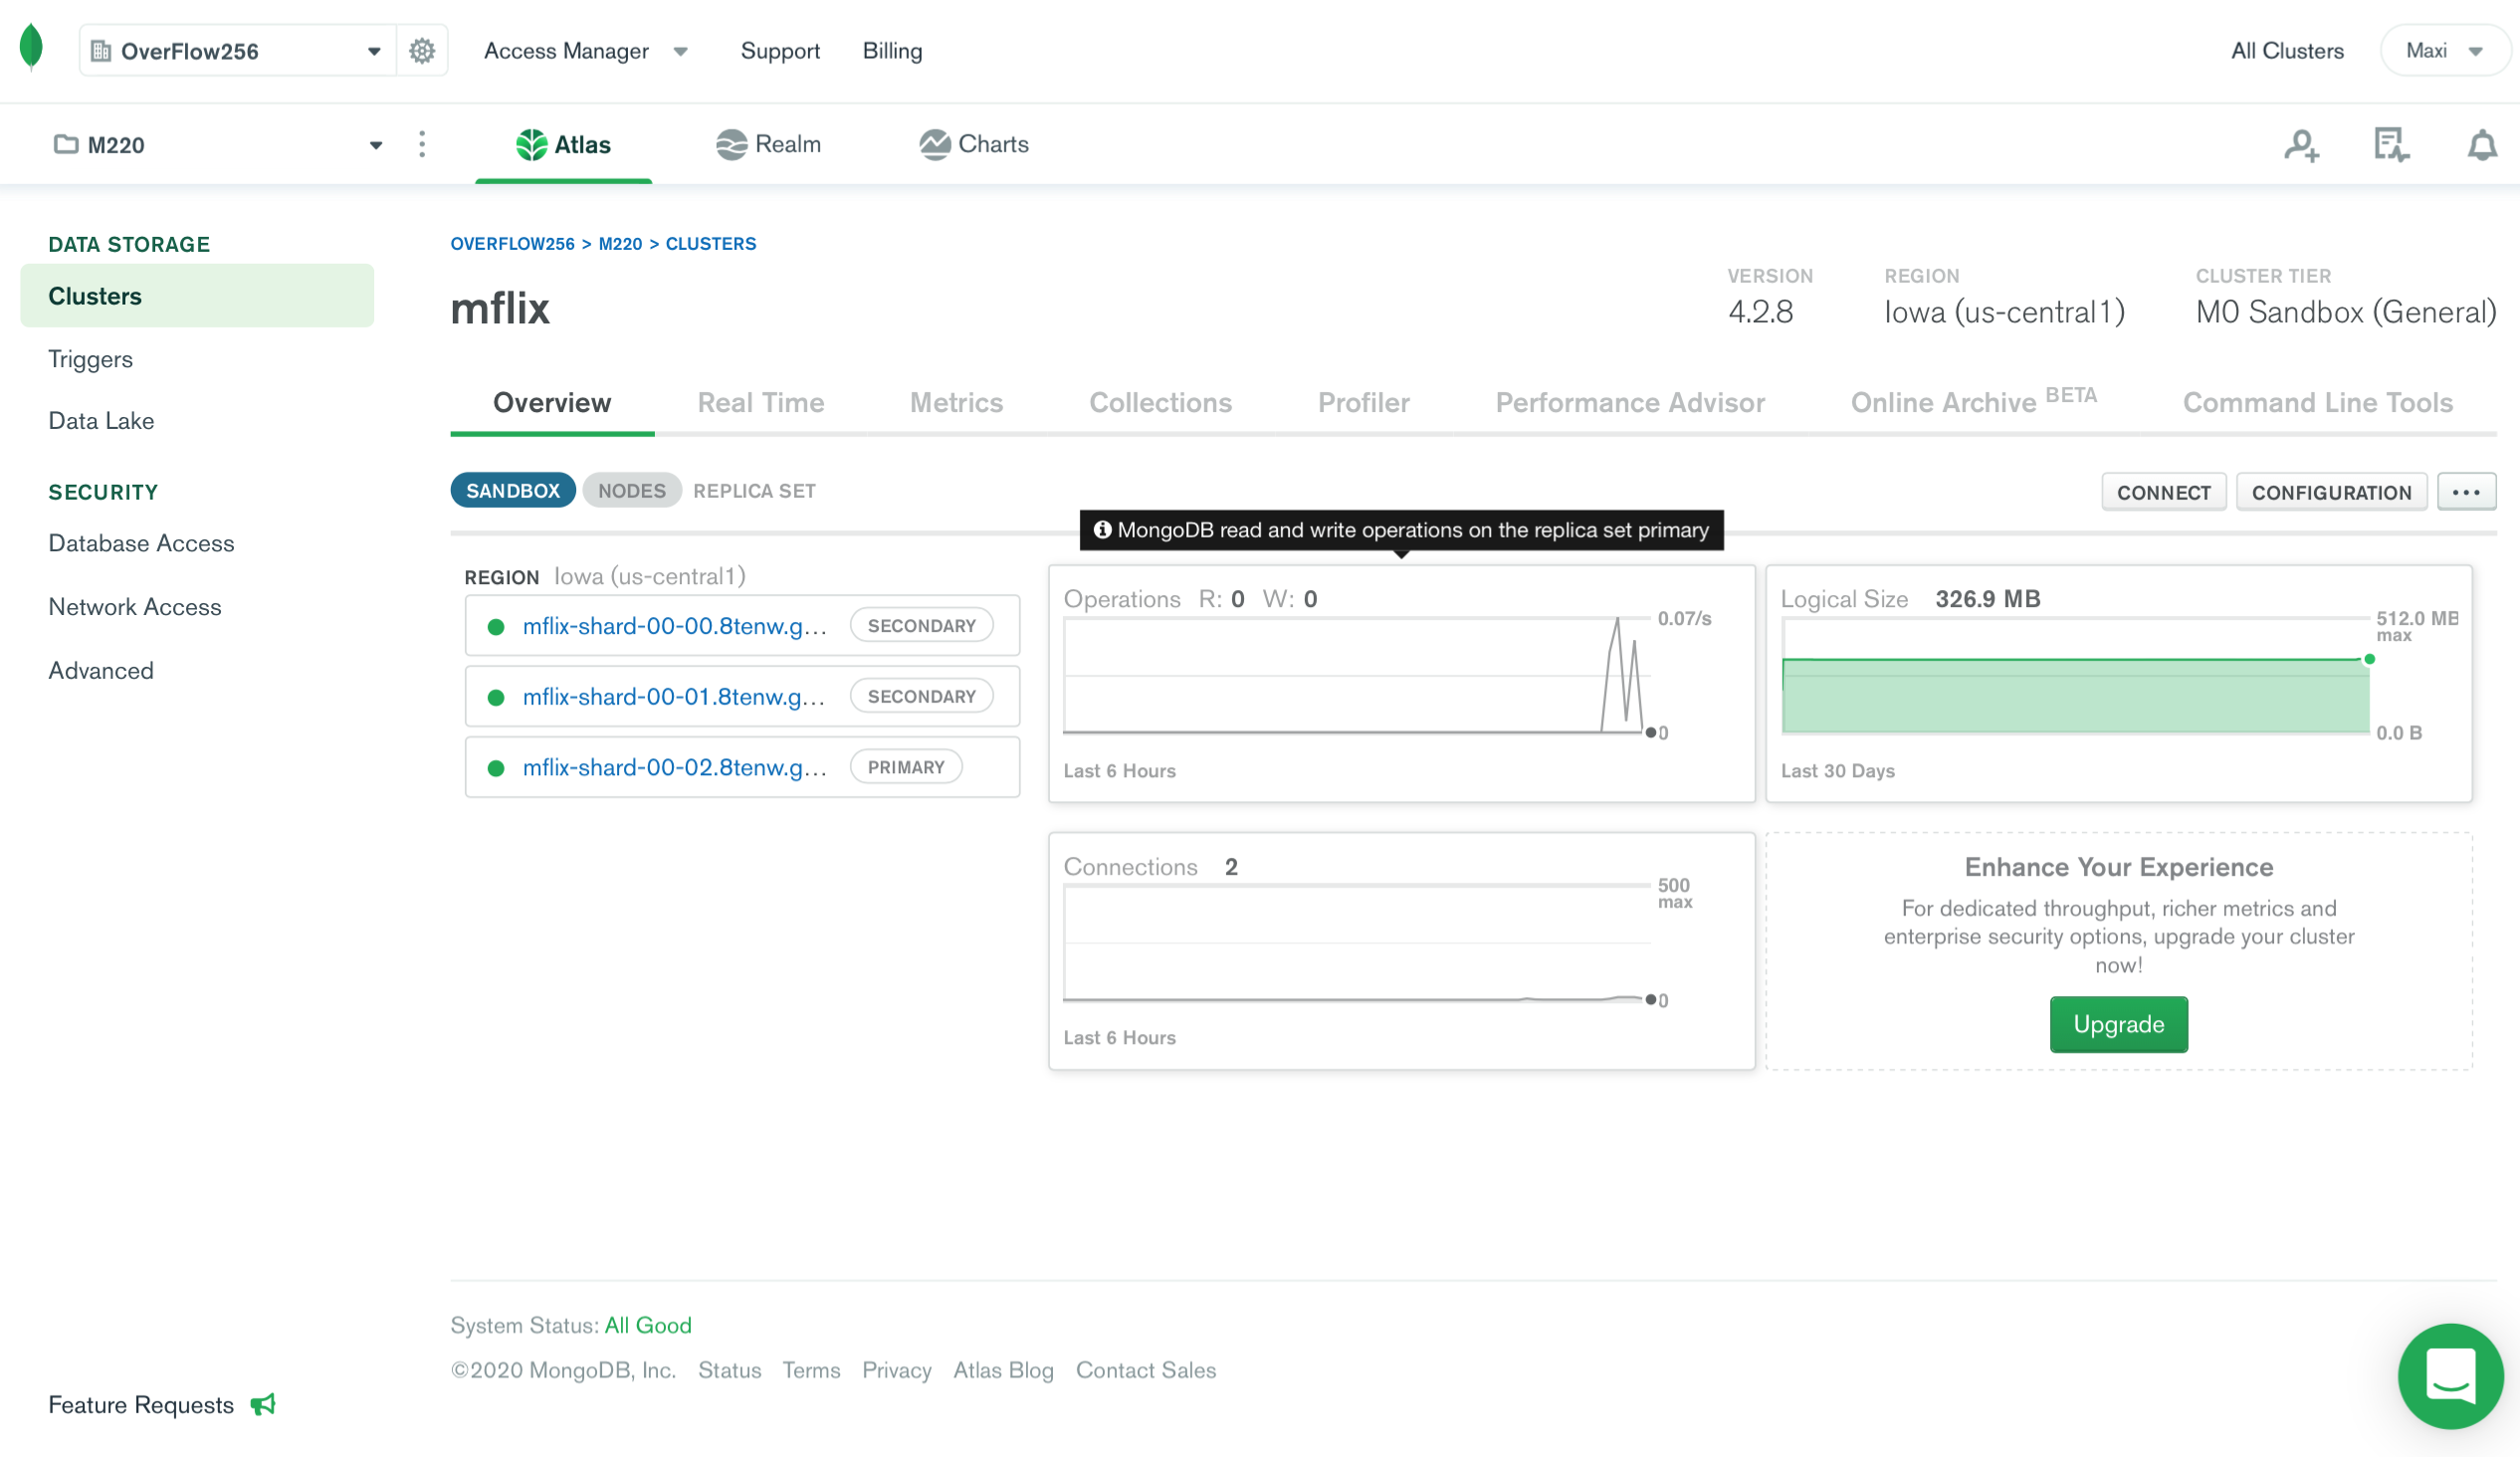 OverFlow256
Access Manager
Support
Billing
All Clusters
Maxi
M220
Atlas
Realm
Charts
DATA STORAGE
Clusters
Triggers
Data Lake
SECURITY
Database Access
Network Access
Advanced
Feature Requests
OVERFLOW256 > M220 > CLUSTERS
mflix
VERSION
4.2.8
REGION
Iowa (us-central1)
CLUSTER TIER
M0 Sandbox (General)
Overview
Real Time
Metrics
Collections
Profiler
Performance Advisor
Online Archive BETA
Command Line Tools
SANDBOX
NODES
REPLICA SET
CONNECT
CONFIGURATION
...
MongoDB read and write operations on the replica set primary
REGION Iowa (us-central1)
mflix-shard-00-00.8tenw.g... SECONDARY
mflix-shard-00-01.8tenw.g... SECONDARY
mflix-shard-00-02.8tenw.g... PRIMARY
Operations R: 0 W: 0
0.07/s
0
Last 6 Hours
Logical Size 326.9 MB
512.0 MB
max
0.0 B
Last 30 Days
Connections 2
500
max
0
Last 6 Hours
Enhance Your Experience
For dedicated throughput, richer metrics and
enterprise security options, upgrade your cluster
now!
Upgrade
System Status: All Good
©2020 MongoDB, Inc. Status Terms Privacy Atlas Blog Contact Sales